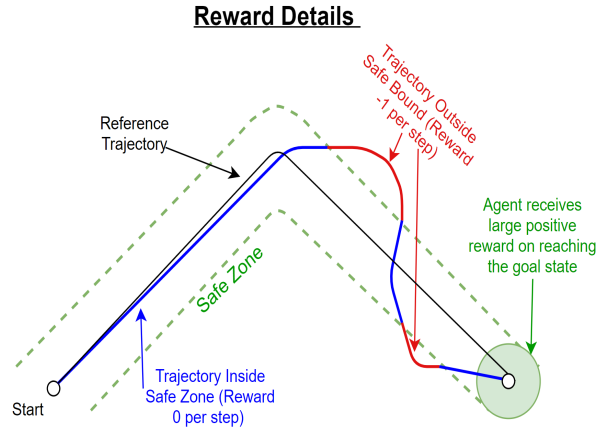 Reward Details
Reference
Trajectory
Trajectory Outside
Safe Bound (Reward
-1 per step)
Agent receives
large positive
reward on reaching
the goal state
Safe Zone
Trajectory Inside
Safe Zone (Reward
0 per step)
Start